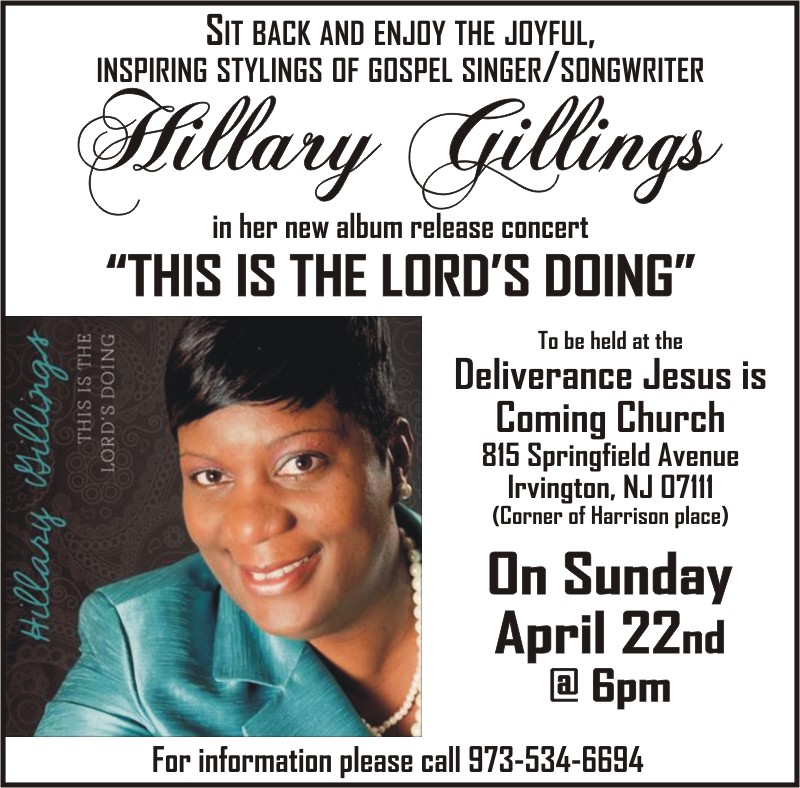 SIT BACK AND ENJOY THE JOYFUL,
INSPIRING STYLINGS OF GOSPEL SINGER/SONGWRITER
Hillary Gillings
in her new album release concert
“THIS IS THE LORD’S DOING”
Hillary Gillings
THIS IS THE
LORD'S DOING
To be held at the
Deliverance Jesus is
Coming Church
815 Springfield Avenue
Irvington, NJ 07111
(Corner of Harrison place)
On Sunday
April 22nd
@ 6pm
For information please call 973-534-6694